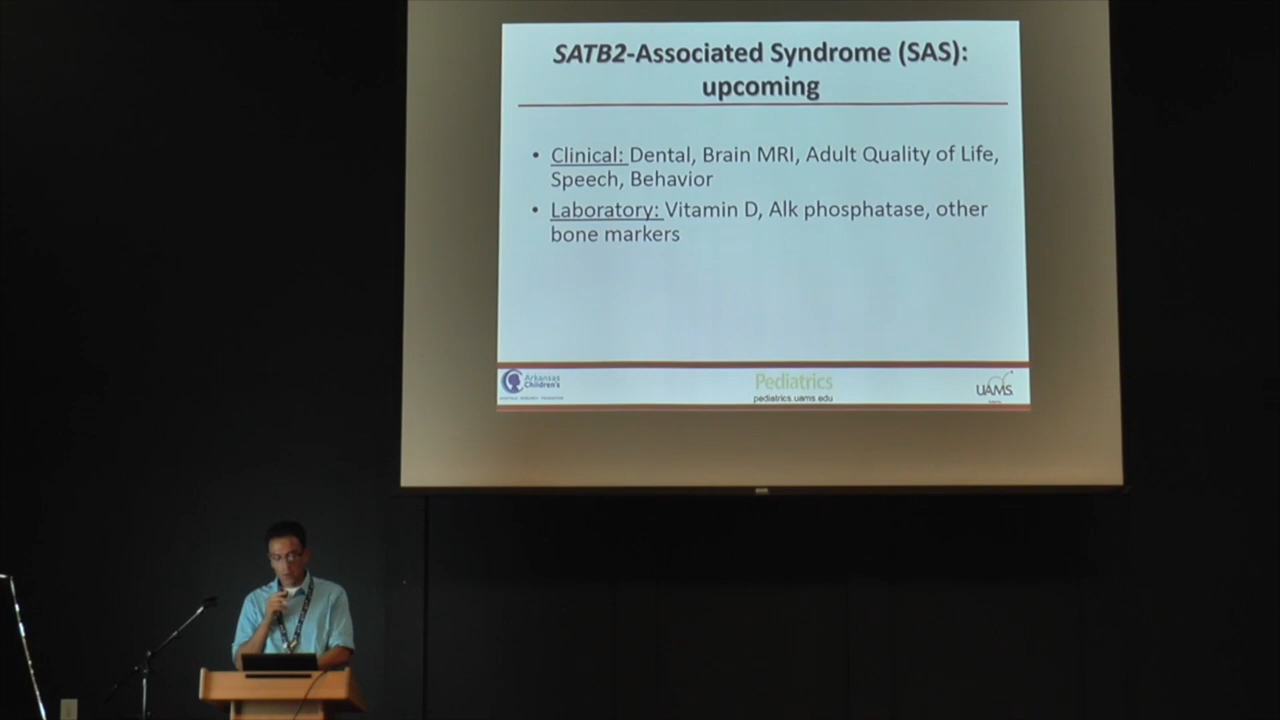 SATB2-Associated Syndrome (SAS):
upcoming
• Clinical: Dental, Brain MRI, Adult Quality of Life,
Speech, Behavior
• Laboratory: Vitamin D, Alk phosphatase, other
bone markers
Arkansas
Children's
Pediatrics
pediatrics.uams.edu
UAMS